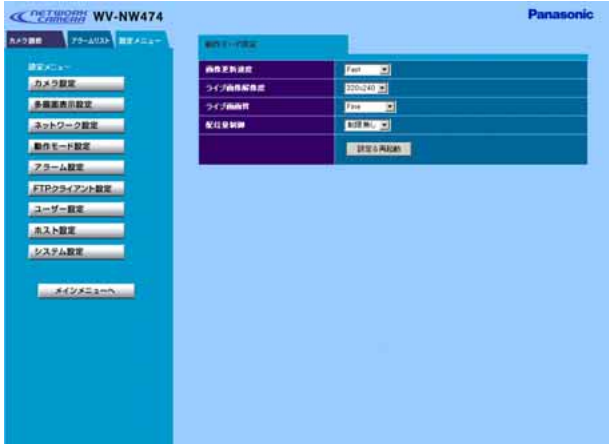 NETWORK CAMERA WV-NW474
Panasonic
カメラ画面 アラームリスト 設定メニュー
動作モード設定
設定メニュー
カメラ設定
多画面表示設定
ネットワーク設定
動作モード設定
アラーム設定
FTPクライアント設定
ユーザー設定
ホスト設定
システム設定
メインメニューへ
画像更新速度 Fast
ライブ画像解像度 320x240
ライブ画画質 Fine
配信量制御 制限無し
設定&再起動